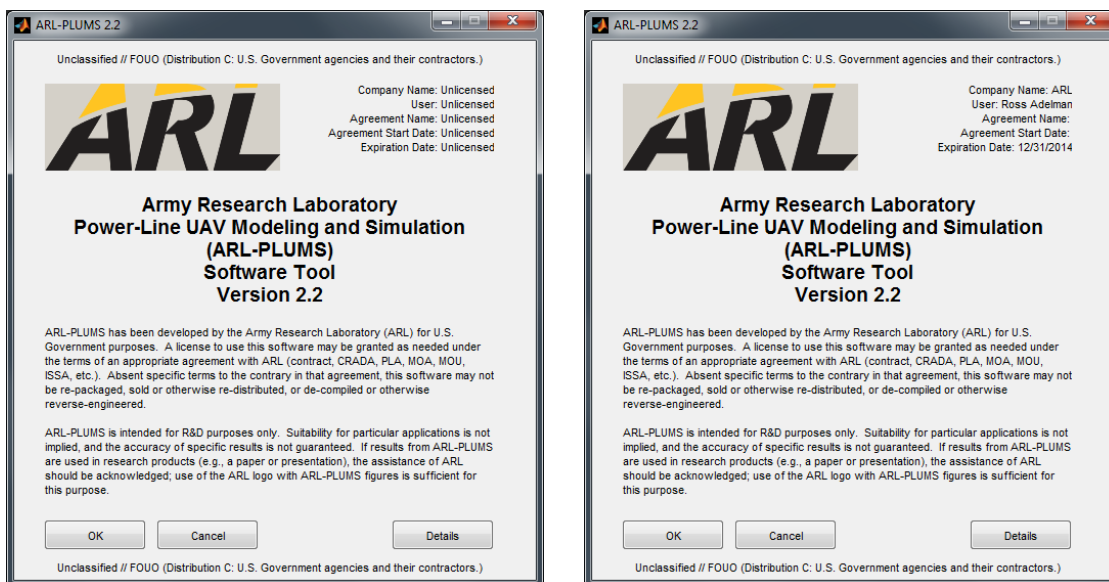 ARL-PLUMS 2.2
Unclassified // FOUO (Distribution C: U.S. Government agencies and their contractors.)
ARL
Company Name: Unlicensed
User: Unlicensed
Agreement Name: Unlicensed
Agreement Start Date: Unlicensed
Expiration Date: Unlicensed
Army Research Laboratory
Power-Line UAV Modeling and Simulation
(ARL-PLUMS)
Software Tool
Version 2.2
ARL-PLUMS has been developed by the Army Research Laboratory (ARL) for U.S.
Government purposes. A license to use this software may be granted as needed under
the terms of an appropriate agreement with ARL (contract, CRADA, PLA, MOA, MOU,
ISSA, etc.). Absent specific terms to the contrary in that agreement, this software may not
be re-packaged, sold or otherwise re-distributed, or de-compiled or otherwise
reverse-engineered.
ARL-PLUMS is intended for R&D purposes only. Suitability for particular applications is not
implied, and the accuracy of specific results is not guaranteed. If results from ARL-PLUMS
are used in research products (e.g., a paper or presentation), the assistance of ARL
should be acknowledged; use of the ARL logo with ARL-PLUMS figures is sufficient for
this purpose.
OK Cancel Details
Unclassified // FOUO (Distribution C: U.S. Government agencies and their contractors.)
ARL-PLUMS 2.2
Unclassified // FOUO (Distribution C: U.S. Government agencies and their contractors.)
ARL
Company Name: ARL
User: Ross Adelman
Agreement Name:
Agreement Start Date:
Expiration Date: 12/31/2014
Army Research Laboratory
Power-Line UAV Modeling and Simulation
(ARL-PLUMS)
Software Tool
Version 2.2
ARL-PLUMS has been developed by the Army Research Laboratory (ARL) for U.S.
Government purposes. A license to use this software may be granted as needed under
the terms of an appropriate agreement with ARL (contract, CRADA, PLA, MOA, MOU,
ISSA, etc.). Absent specific terms to the contrary in that agreement, this software may not
be re-packaged, sold or otherwise re-distributed, or de-compiled or otherwise
reverse-engineered.
ARL-PLUMS is intended for R&D purposes only. Suitability for particular applications is not
implied, and the accuracy of specific results is not guaranteed. If results from ARL-PLUMS
are used in research products (e.g., a paper or presentation), the assistance of ARL
should be acknowledged; use of the ARL logo with ARL-PLUMS figures is sufficient for
this purpose.
OK Cancel Details
Unclassified // FOUO (Distribution C: U.S. Government agencies and their contractors.)